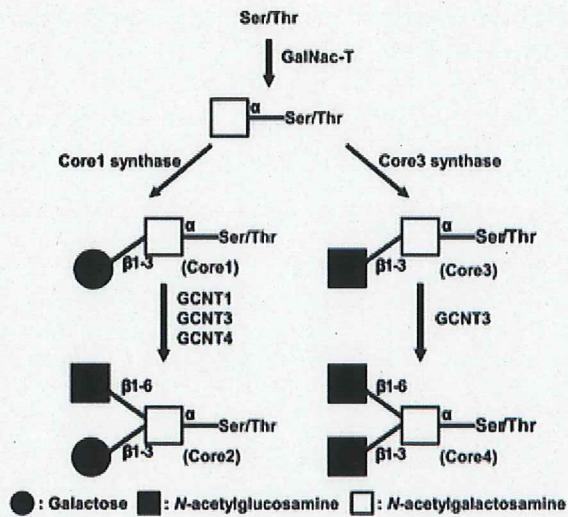 Ser/Thr
GalNac-T
α
Ser/Thr
Core1 synthase
Core3 synthase
α
Ser/Thr
β1-3
(Core1)
α
Ser/Thr
β1-3
(Core3)
GCNT1
GCNT3
GCNT4
GCNT3
β1-6
α
Ser/Thr
β1-3
(Core2)
β1-6
α
Ser/Thr
β1-3
(Core4)
: Galactose : N-acetylglucosamine : N-acetylgalactosamine